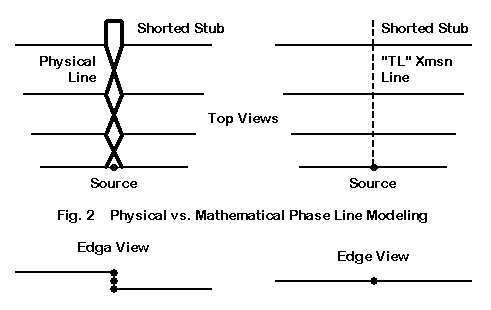 Shorted Stub
Shorted Stub
Physical
Line
"TL" Xmsn
Line
Top Views
Source
Source
Fig. 2 Physical vs. Mathematical Phase Line Modeling
Edga View
Edge View